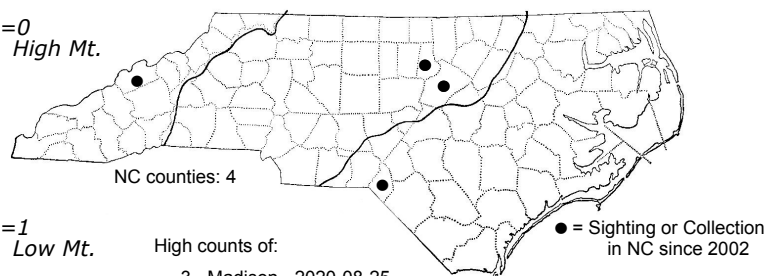 =0
High Mt.
NC counties: 4
=1
Low Mt.
High counts of:
● = Sighting or Collection
in NC since 2002
3 - Madison - 2020-08-25